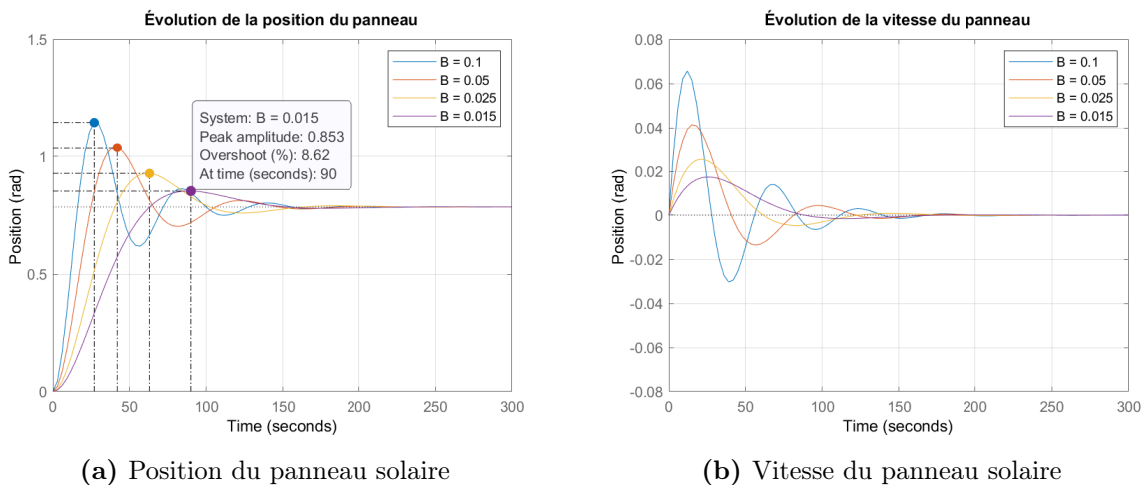 Évolution de la position du panneau
1.5
1
0.5
0
Position (rad)
B = 0.1
B = 0.05
B = 0.025
B = 0.015
System: B = 0.015
Peak amplitude: 0.853
Overshoot (%): 8.62
At time (seconds): 90
0 50 100 150 200 250 300
Time (seconds)
(a) Position du panneau solaire
Évolution de la vitesse du panneau
0.08
0.06
0.04
0.02
0
-0.02
-0.04
-0.06
-0.08
Position (rad)
B = 0.1
B = 0.05
B = 0.025
B = 0.015
0 50 100 150 200 250 300
Time (seconds)
(b) Vitesse du panneau solaire